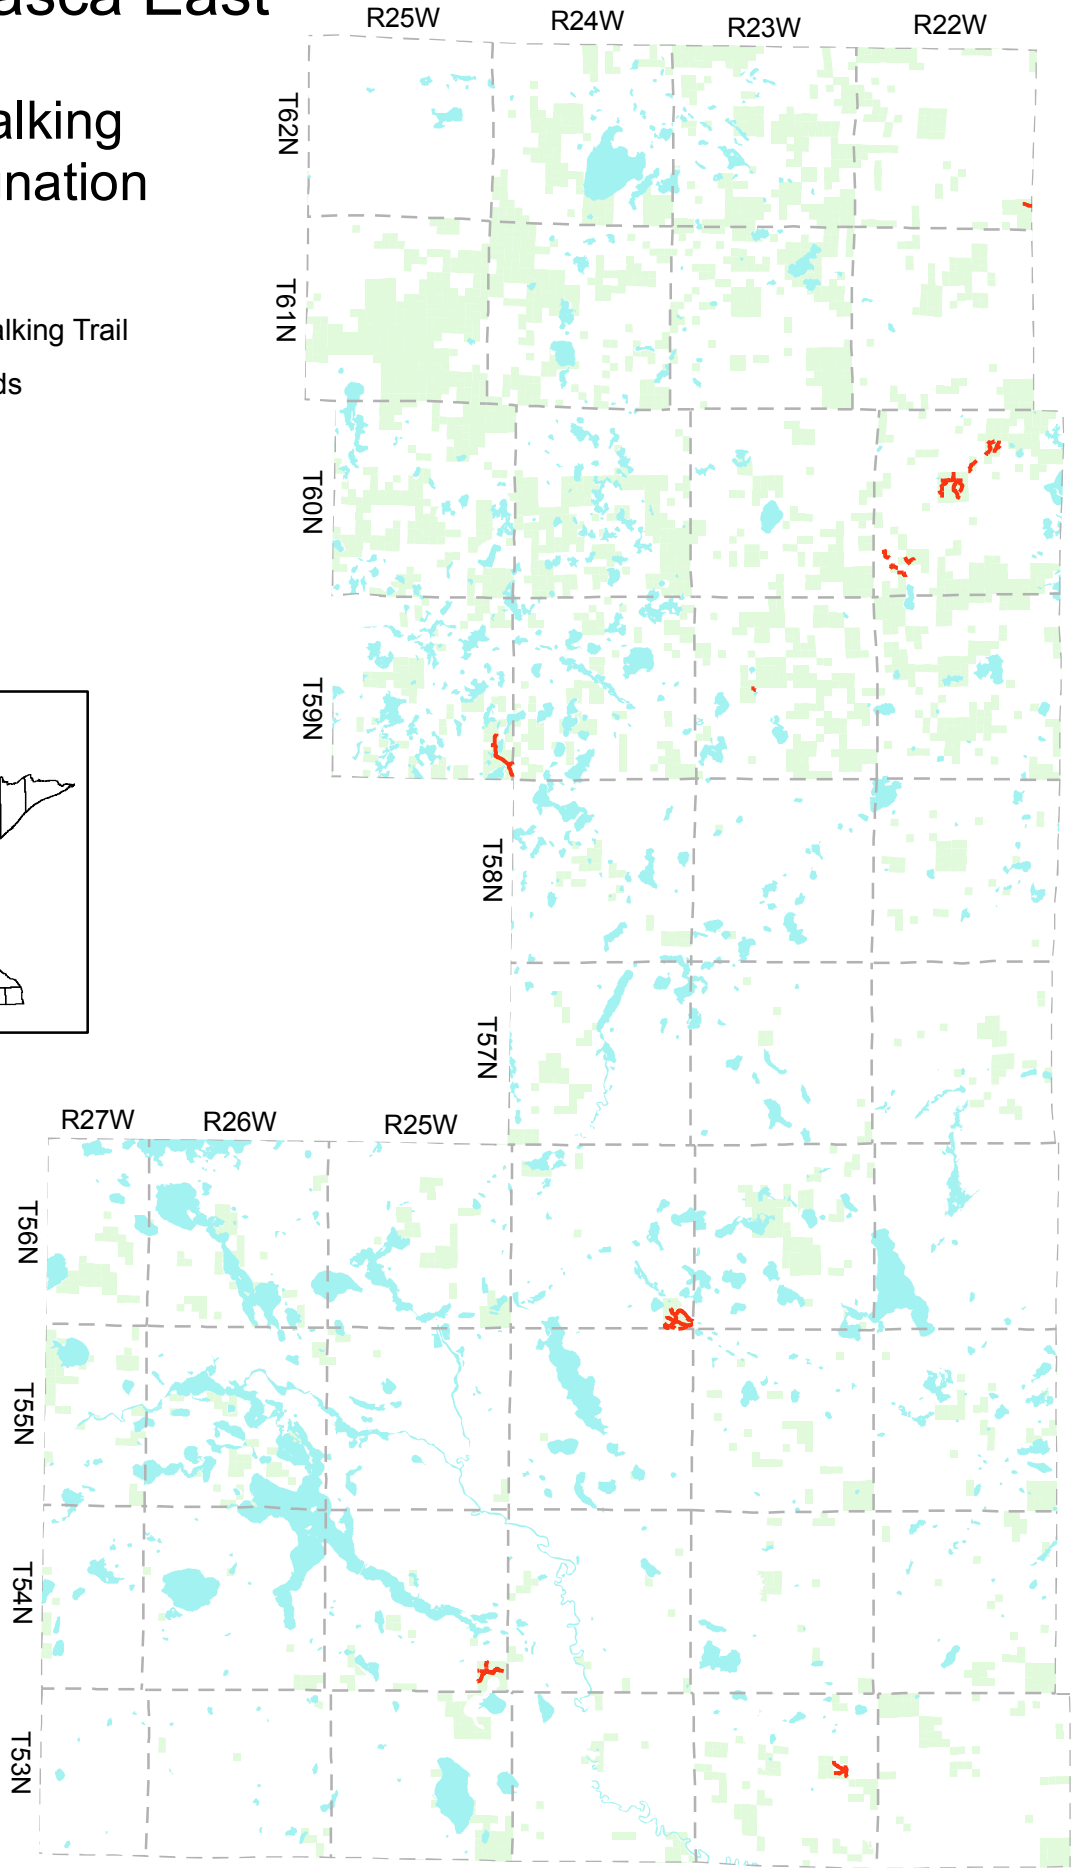 asca East
alking
nation
alking Trail
ds
R25W R24W R23W R22W
T62N
T61N
T60N
T59N
T58N
T57N
R27W R26W R25W
T56N
T55N
T54N
T53N